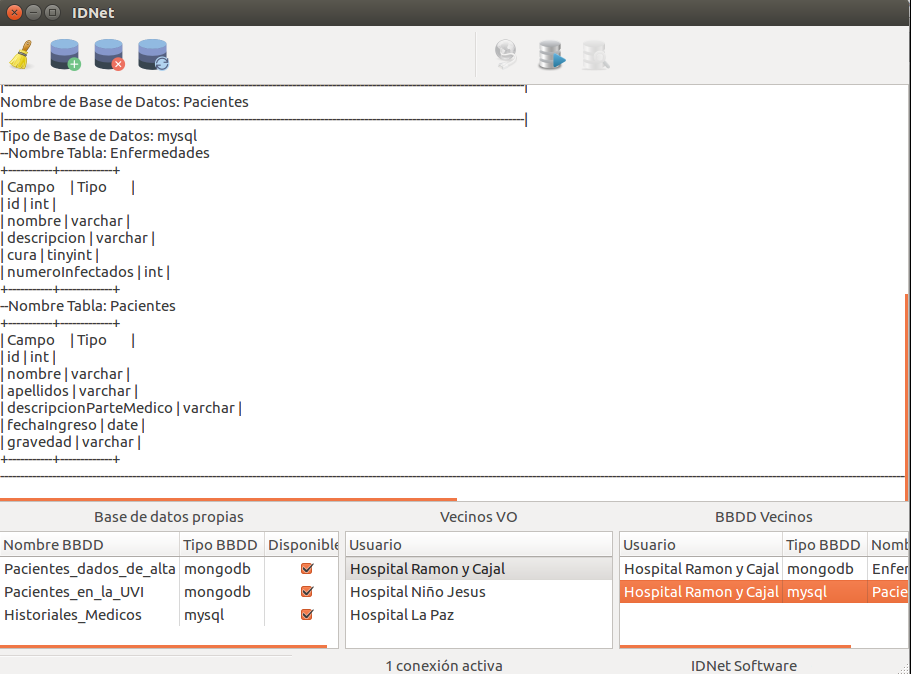 IDNet
|------------------------------------------------------------------------|
Nombre de Base de Datos: Pacientes
|------------------------------------------------------------------------|
Tipo de Base de Datos: mysql
--Nombre Tabla: Enfermedades
+-----------+-------------+
|Campo |Tipo |
|id|int|
|nombre|varchar|
|descripcion|varchar|
|cura|tinyint|
|numeroInfectados|int|
+-----------+-------------+
--Nombre Tabla: Pacientes
+-----------+-------------+
|Campo |Tipo |
|id|int|
|nombre|varchar|
|apellidos|varchar|
|descripcionParteMedico|varchar|
|fechaIngreso|date|
|gravedad|varchar|
+-----------+-------------+
Base de datos propias
Nombre BBDD Tipo BBDD Disponible
Pacientes_dados_de_alta mongodb
Pacientes_en_la_UVI mongodb
Historiales_Medicos mysql
Vecinos VO
Usuario
Hospital Ramon y Cajal
Hospital Niño Jesus
Hospital La Paz
BBDD Vecinos
Usuario Tipo BBDD Nomb
Hospital Ramon y Cajal mongodb Enfer
Hospital Ramon y Cajal mysql Pacie
1 conexión activa
IDNet Software